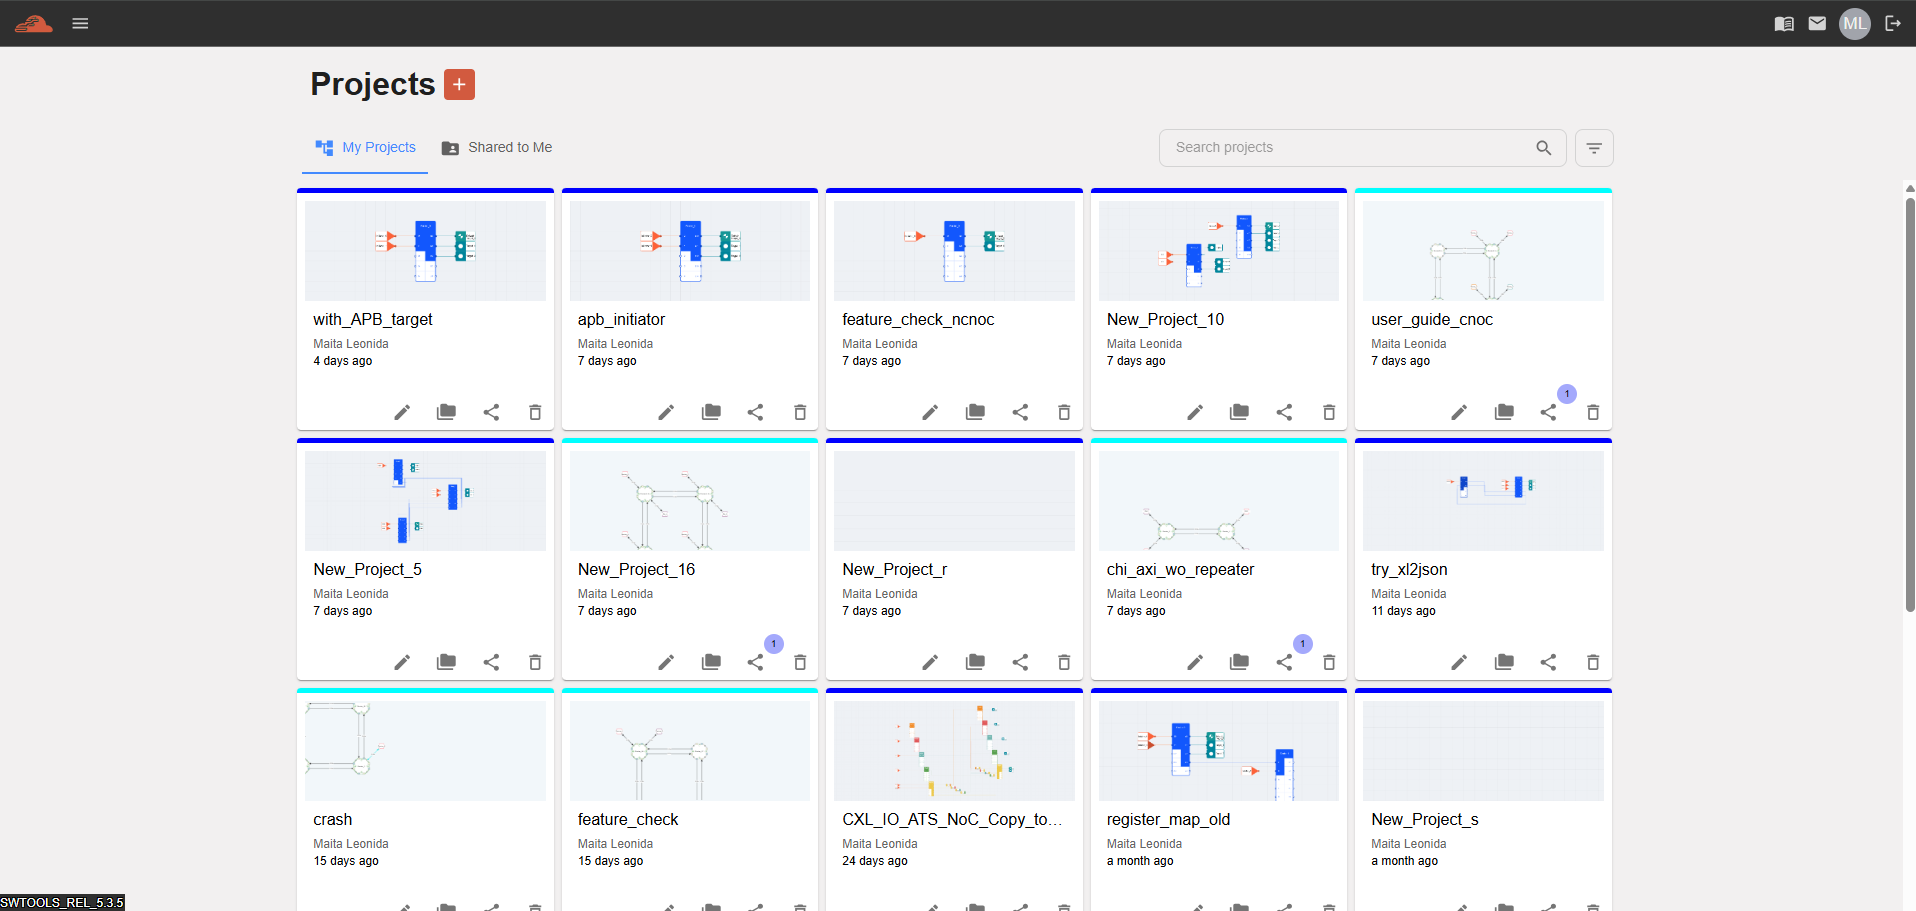 ML
Projects +
My Projects
Shared to Me
Search projects
with_APB_target
Maita Leonida
4 days ago
apb_initiator
Maita Leonida
7 days ago
feature_check_ncnoc
Maita Leonida
7 days ago
New_Project_10
Maita Leonida
7 days ago
user_guide_cnoc
Maita Leonida
7 days ago
1
New_Project_5
Maita Leonida
7 days ago
New_Project_16
Maita Leonida
7 days ago
1
New_Project_r
Maita Leonida
7 days ago
chi_axi_wo_repeater
Maita Leonida
7 days ago
1
try_xl2json
Maita Leonida
11 days ago
crash
Maita Leonida
15 days ago
feature_check
Maita Leonida
15 days ago
CXL_IO_ATS_NoC_Copy_to...
Maita Leonida
24 days ago
register_map_old
Maita Leonida
a month ago
New_Project_s
Maita Leonida
a month ago
SWTOOLS_REL_5.3.5